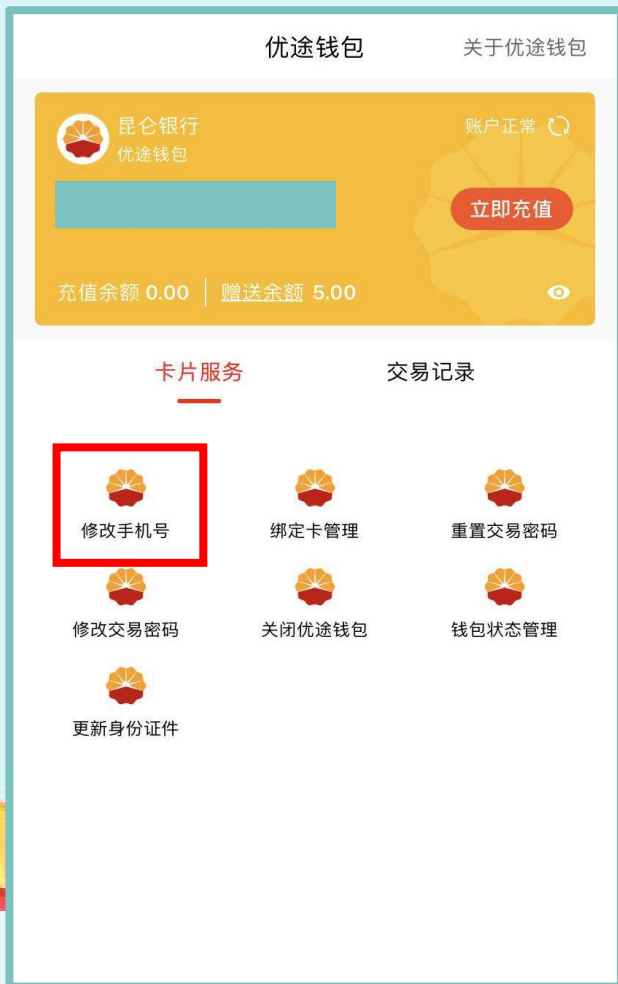 优途钱包
关于优途钱包
昆仑银行
优途钱包
账户正常
立即充值
充值余额 0.00
赠送余额 5.00
卡片服务
交易记录
修改手机号
绑定卡管理
重置交易密码
修改交易密码
关闭优途钱包
钱包状态管理
更新身份证件